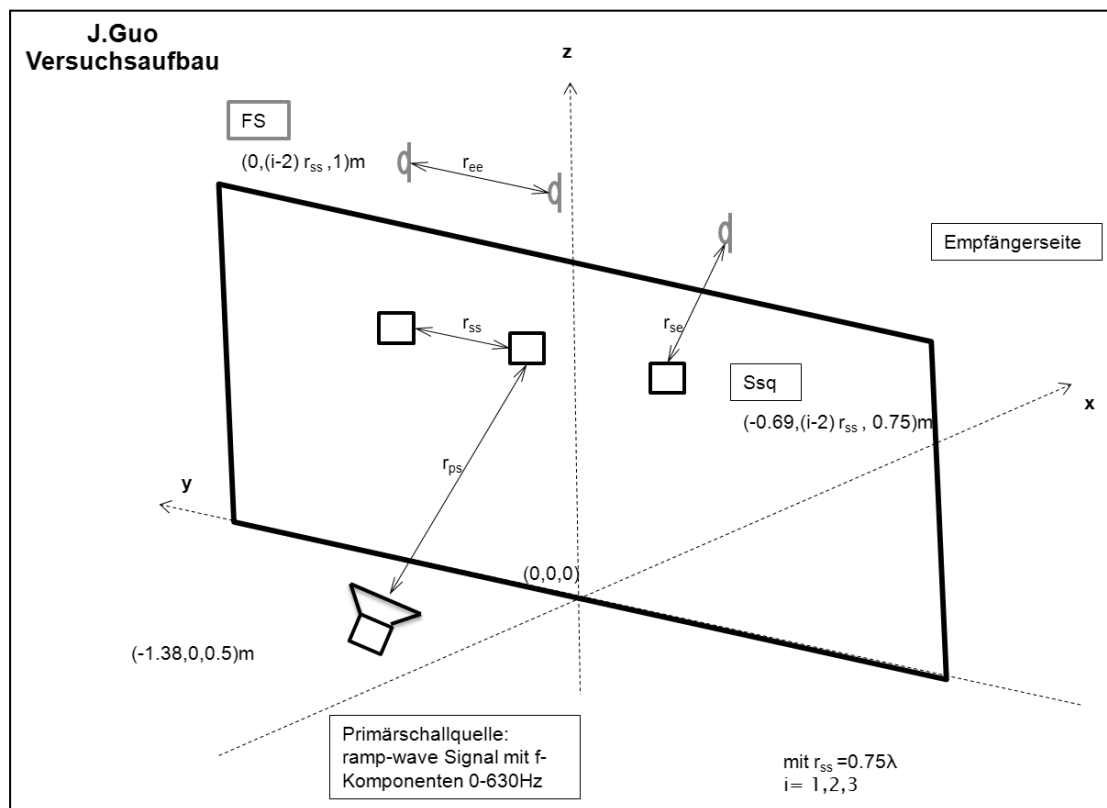 J.Guo
Versuchsaufbau
z
FS
(0,(i-2) rss ,1)m
ree
Empfängerseite
rss
rse
Ssq
(-0.69,(i-2) rss , 0.75)m
x
rps
y
(0,0,0)
(-1.38,0,0.5)m
Primärschallquelle:
ramp-wave Signal mit f-
Komponenten 0-630Hz
mit rss =0.75λ
i= 1,2,3